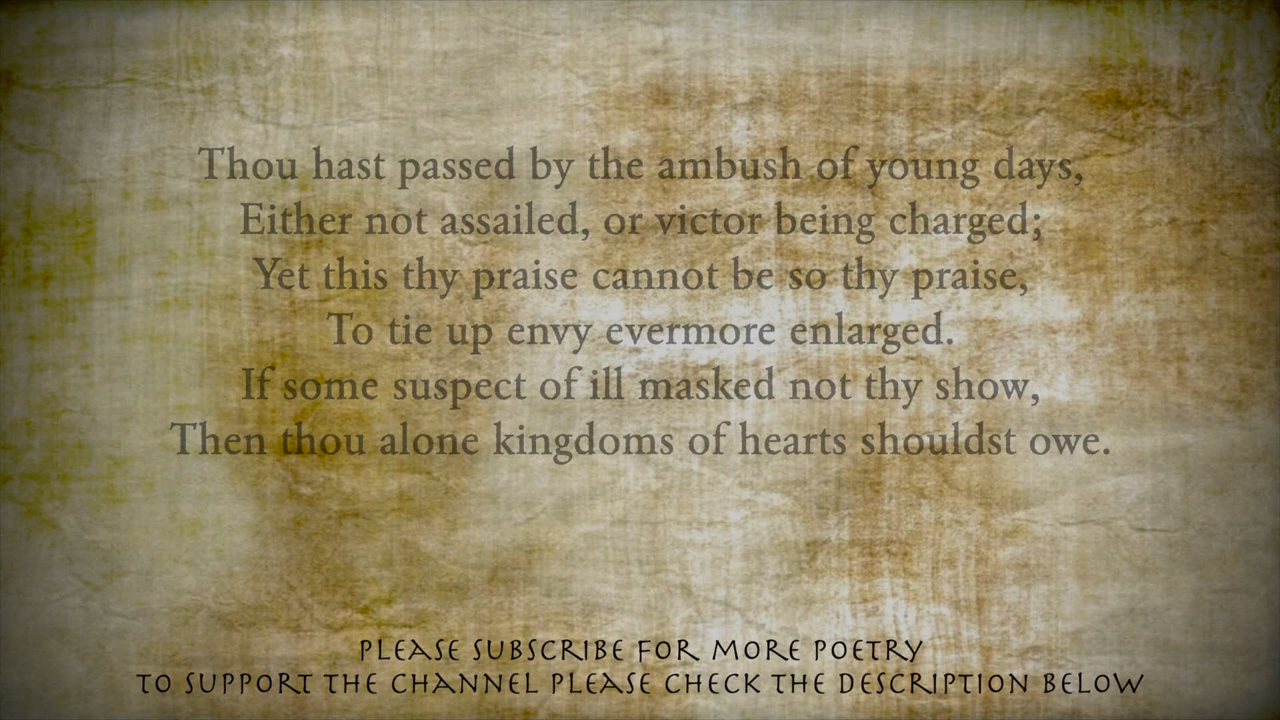 Thou hast passed by the ambush of young days,
Either not assailed, or victor being charged;
Yet this thy praise cannot be so thy praise,
To tie up envy evermore enlarged.
If some suspect of ill masked not thy show,
Then thou alone kingdoms of hearts shouldst owe.
PLEASE SUBSCRIBE FOR MORE POETRY
TO SUPPORT THE CHANNEL PLEASE CHECK THE DESCRIPTION BELOW